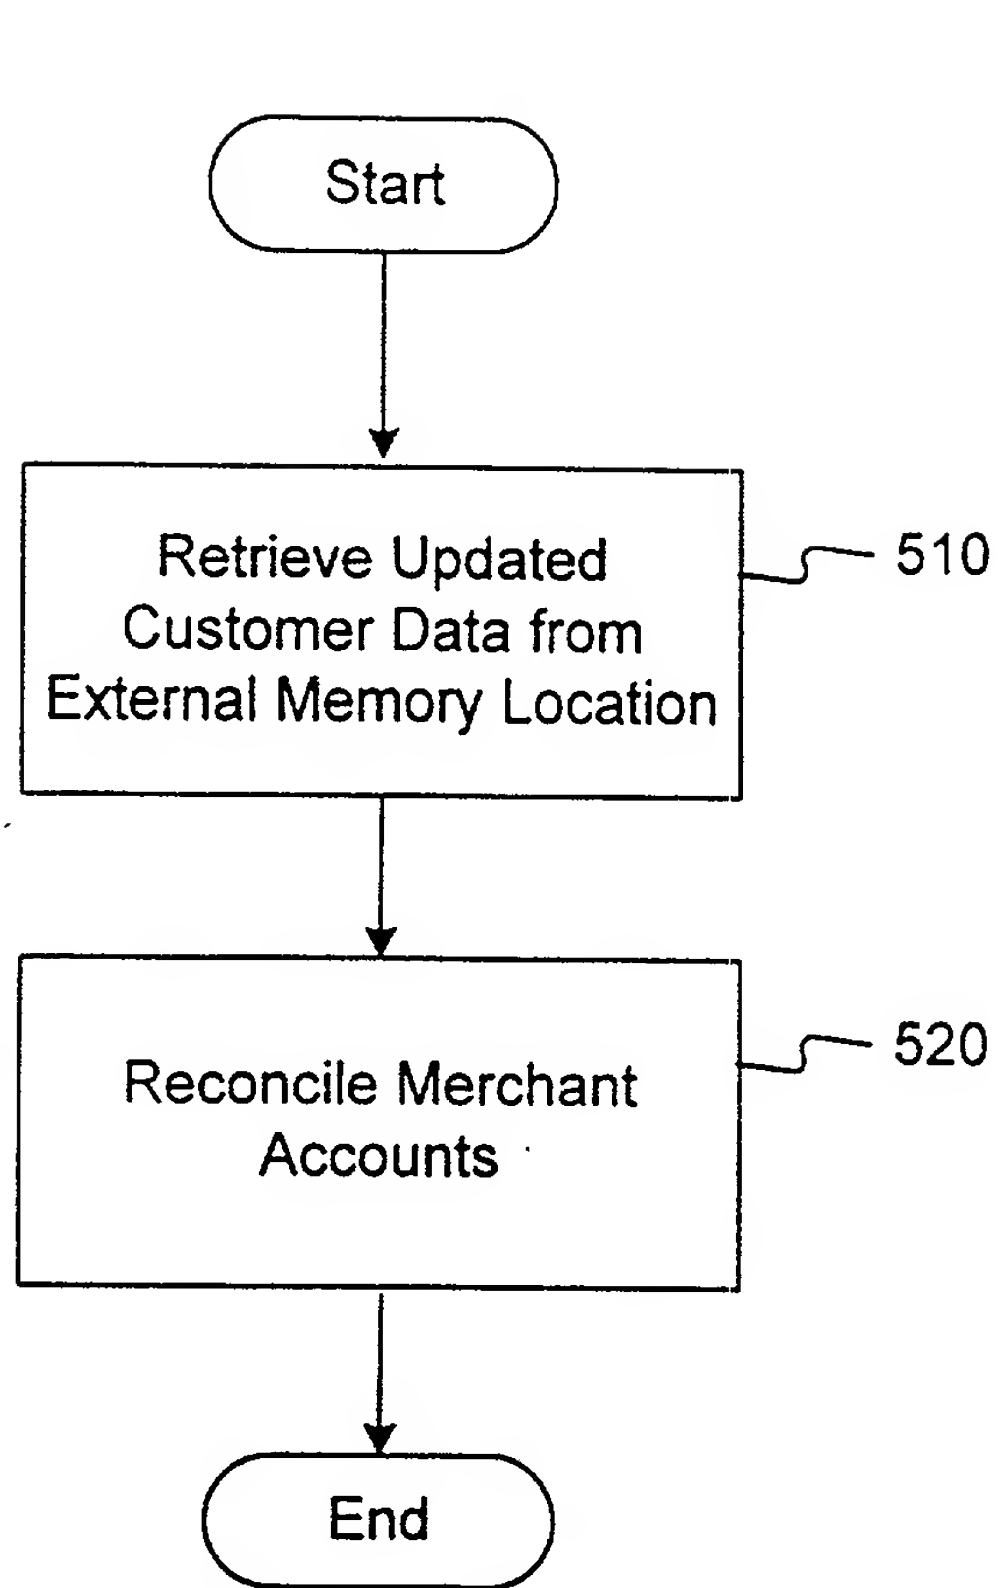 Start
Retrieve Updated
Customer Data from
External Memory Location
510
Reconcile Merchant
Accounts
520
End